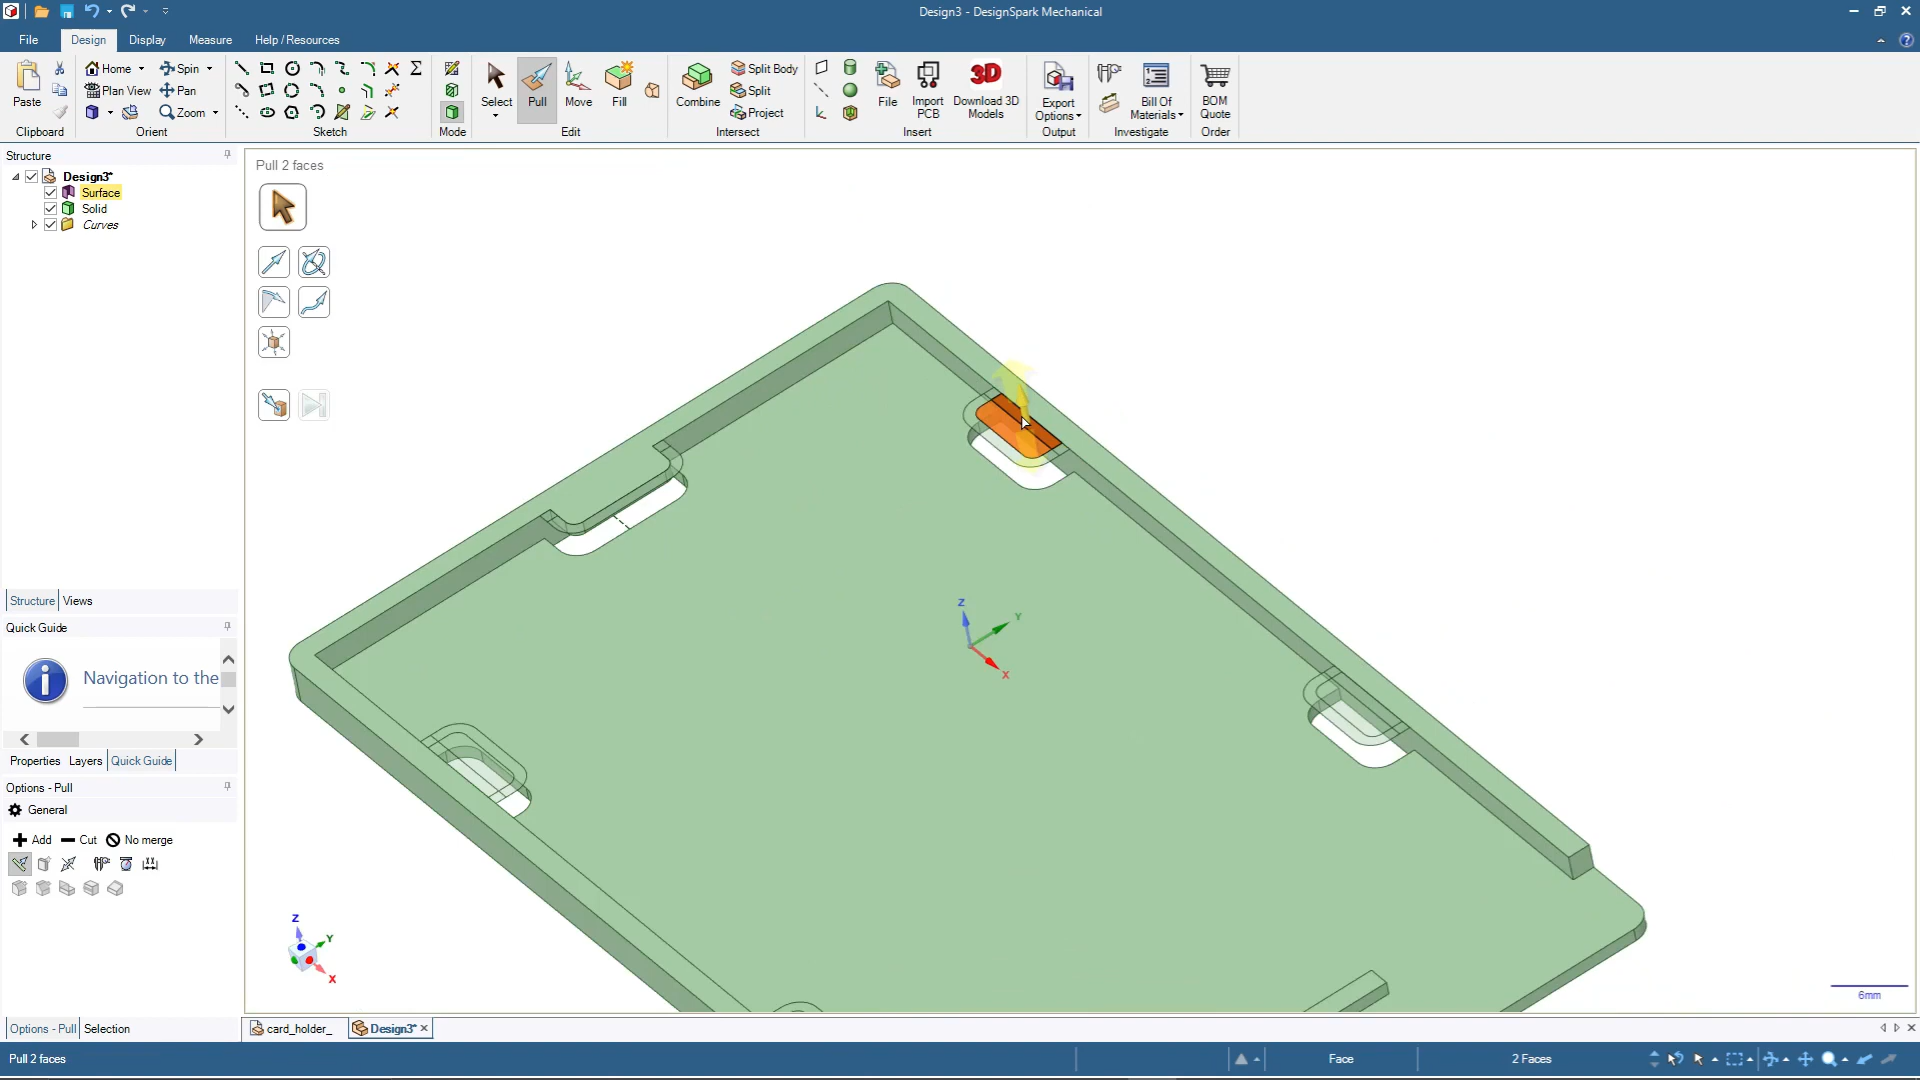 Design3 - DesignSpark Mechanical
File Design Display Measure Help / Resources
Home Spin
Plan View Pan
Zoom
Paste
Select Pull Move Fill
Combine
Split Body
Split
Project
File
Import PCB
Download 3D Models
3D
Export Options
Bill Of Materials
BOM Quote
Clipboard Orient Sketch Mode Edit Intersect Insert Output Investigate Order
Structure
Design3*
Surface
Solid
Curves
Pull 2 faces
Structure Views
Quick Guide
Navigation to the
Properties Layers Quick Guide
Options - Pull
General
Add Cut No merge
Z
Y
X
Z
Y
X
6mm
Options - Pull Selection
card_holder_ Design3*
Pull 2 faces Face 2 Faces